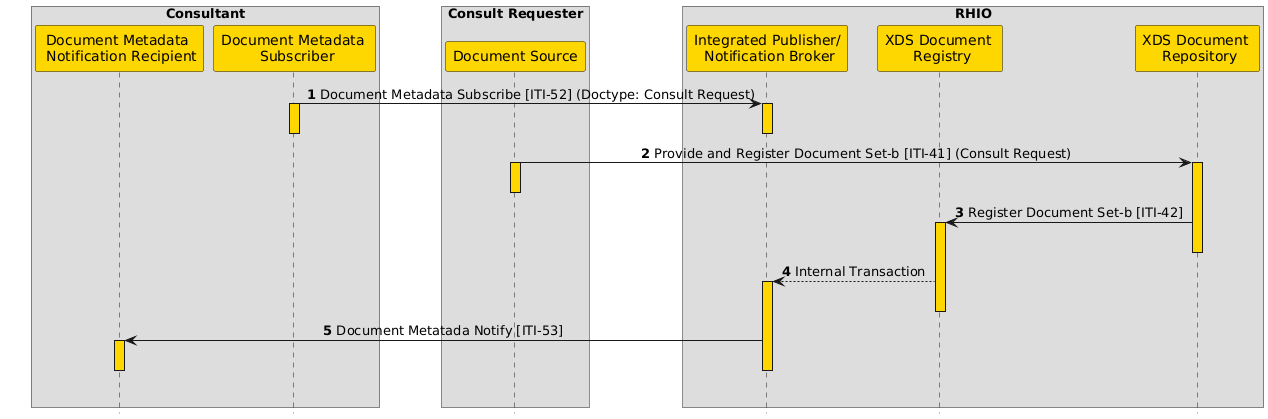 Consultant
Consult Requester
RHIO
Document Metadata
Notification Recipient
Document Metadata
Subscriber
Document Source
Integrated Publisher/
Notification Broker
XDS Document
Registry
XDS Document
Repository
1 Document Metadata Subscribe [ITI-52] (Doctype: Consult Request)
2 Provide and Register Document Set-b [ITI-41] (Consult Request)
3 Register Document Set-b [ITI-42]
4 Internal Transaction
5 Document Metatada Notify [ITI-53]